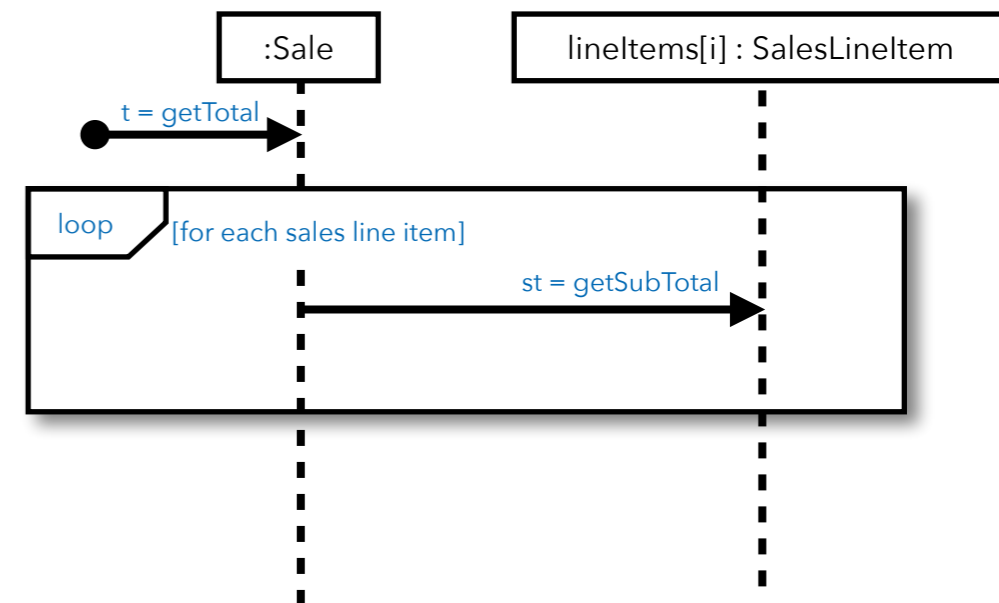 :Sale
lineItems[i] : SalesLineItem
t = getTotal
loop
[for each sales line item]
st = getSubTotal